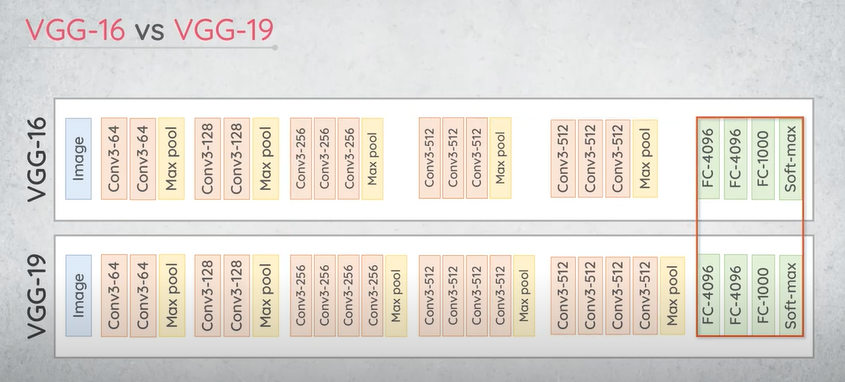 VGG-16 vs VGG-19
VGG-16
Image
Conv3-64
Conv3-64
Max pool
Conv3-128
Conv3-128
Max pool
Conv3-256
Conv3-256
Conv3-256
Max pool
Conv3-512
Conv3-512
Conv3-512
Max pool
Conv3-512
Conv3-512
Conv3-512
Max pool
FC-4096
FC-4096
FC-1000
Soft-max
VGG-19
Image
Conv3-64
Conv3-64
Max pool
Conv3-128
Conv3-128
Max pool
Conv3-256
Conv3-256
Conv3-256
Conv3-256
Max pool
Conv3-512
Conv3-512
Conv3-512
Conv3-512
Max pool
Conv3-512
Conv3-512
Conv3-512
Conv3-512
Max pool
FC-4096
FC-4096
FC-1000
Soft-max